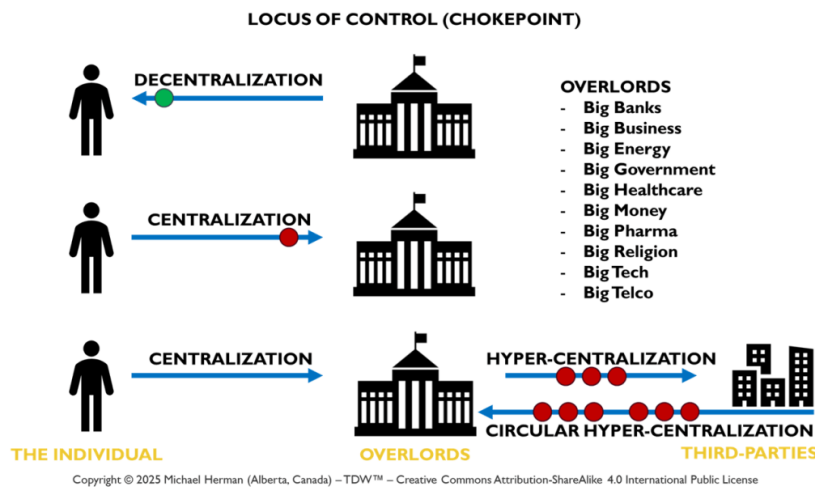 LOCUS OF CONTROL (CHOKEPOINT)
DECENTRALIZATION
OVERLORDS
- Big Banks
- Big Business
- Big Energy
- Big Government
- Big Healthcare
- Big Money
- Big Pharma
- Big Religion
- Big Tech
- Big Telco
CENTRALIZATION
CENTRALIZATION
HYPER-CENTRALIZATION
CIRCULAR HYPER-CENTRALIZATION
THE INDIVIDUAL
OVERLORDS
THIRD-PARTIES
Copyright © 2025 Michael Herman (Alberta, Canada) – TDW™ – Creative Commons Attribution-ShareAlike 4.0 International Public License